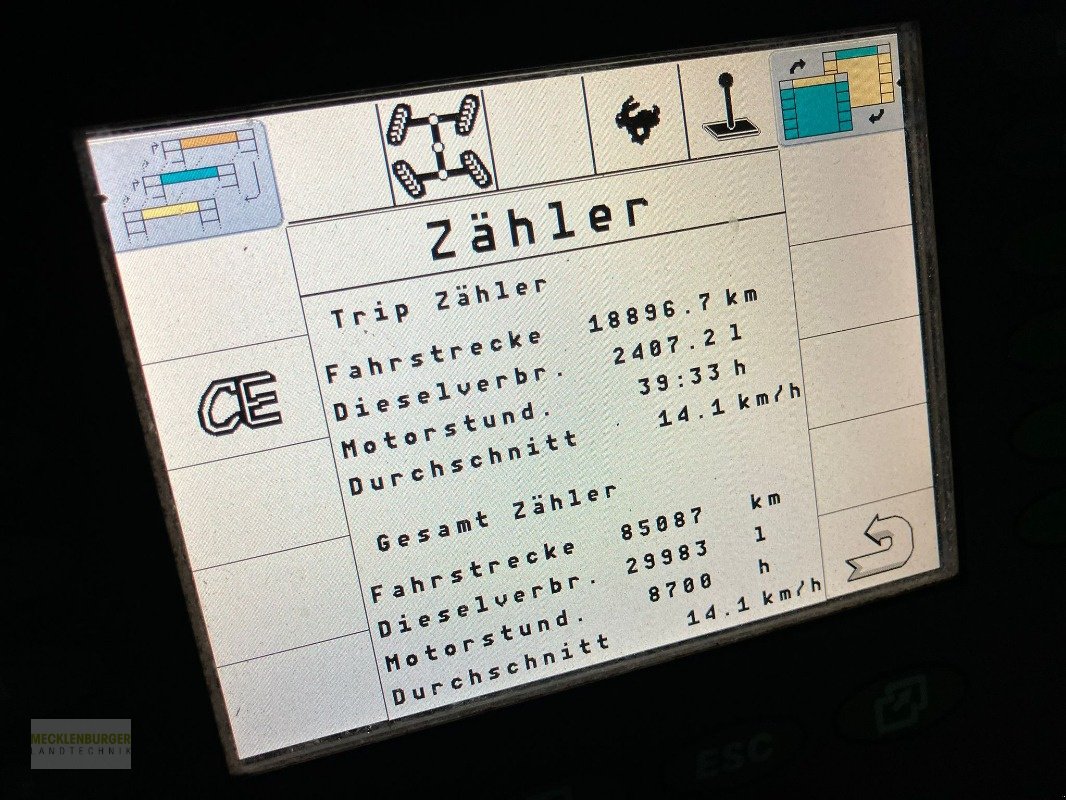 Zähler
Trip Zähler
Fahrstrecke 18896.7 km
Dieselverbr. 2407.2 l
Motorstund. 39:33 h
Durchschnitt 14.1 km/h
Gesamt Zähler
Fahrstrecke 85087 km
Dieselverbr. 29983 l
Motorstund. 8700 h
Durchschnitt 14.1 km/h
CE
ESC
MECKLENBURGER
LANDTECHNIK